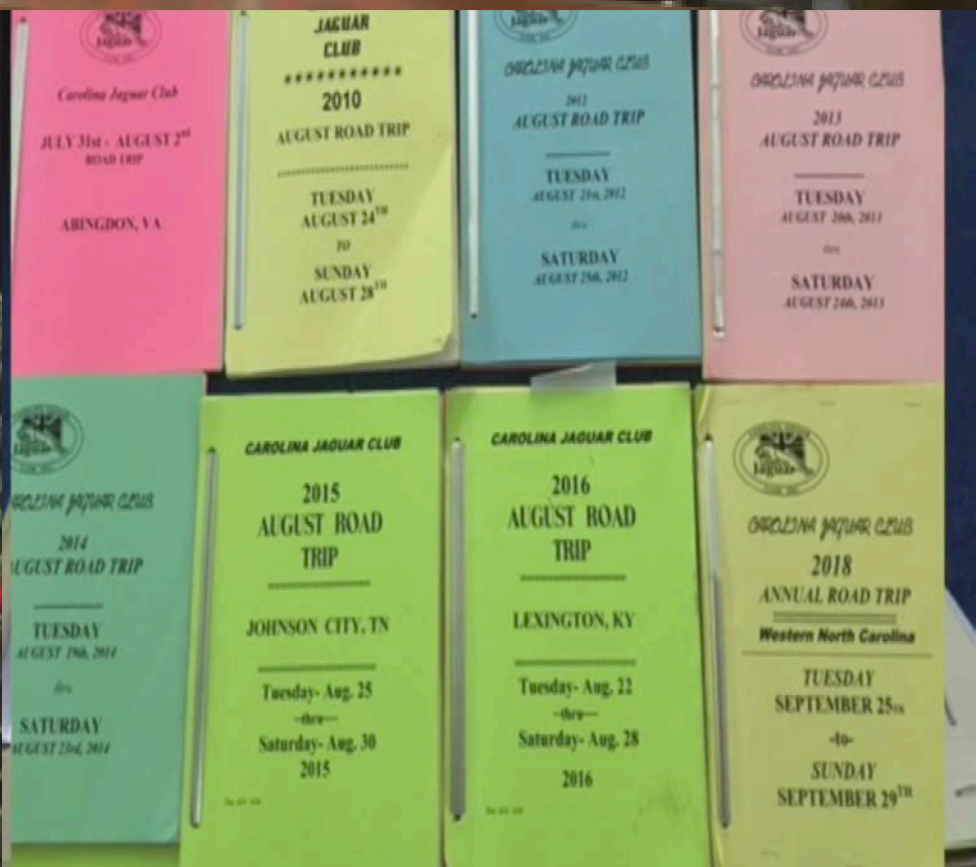 Jaguar
Carolina Jaguar Club
JULY 31st - AUGUST 2nd
ROAD TRIP
ABINGDON, VA
JAGUAR
CLUB
***********
2010
AUGUST ROAD TRIP
TUESDAY
AUGUST 24TH
TO
SUNDAY
AUGUST 28TH
Jaguar
CAROLINA JAGUAR CLUB
2012
AUGUST ROAD TRIP
TUESDAY
AUGUST 21st, 2012
thru
SATURDAY
AUGUST 25th, 2012
Jaguar
CAROLINA JAGUAR CLUB
2013
AUGUST ROAD TRIP
TUESDAY
AUGUST 20th, 2013
thru
SATURDAY
AUGUST 24th, 2013
Jaguar
CAROLINA JAGUAR CLUB
2014
AUGUST ROAD TRIP
TUESDAY
AUGUST 19th, 2014
thru
SATURDAY
AUGUST 23rd, 2014
CAROLINA JAGUAR CLUB
2015
AUGUST ROAD
TRIP
JOHNSON CITY, TN
Tuesday- Aug. 25
-thru-
Saturday- Aug. 30
2015
CAROLINA JAGUAR CLUB
2016
AUGUST ROAD
TRIP
LEXINGTON, KY
Tuesday- Aug. 22
-thru-
Saturday- Aug. 28
2016
Jaguar
CAROLINA JAGUAR CLUB
2018
ANNUAL ROAD TRIP
Western North Carolina
TUESDAY
SEPTEMBER 25TH
-to-
SUNDAY
SEPTEMBER 29TH